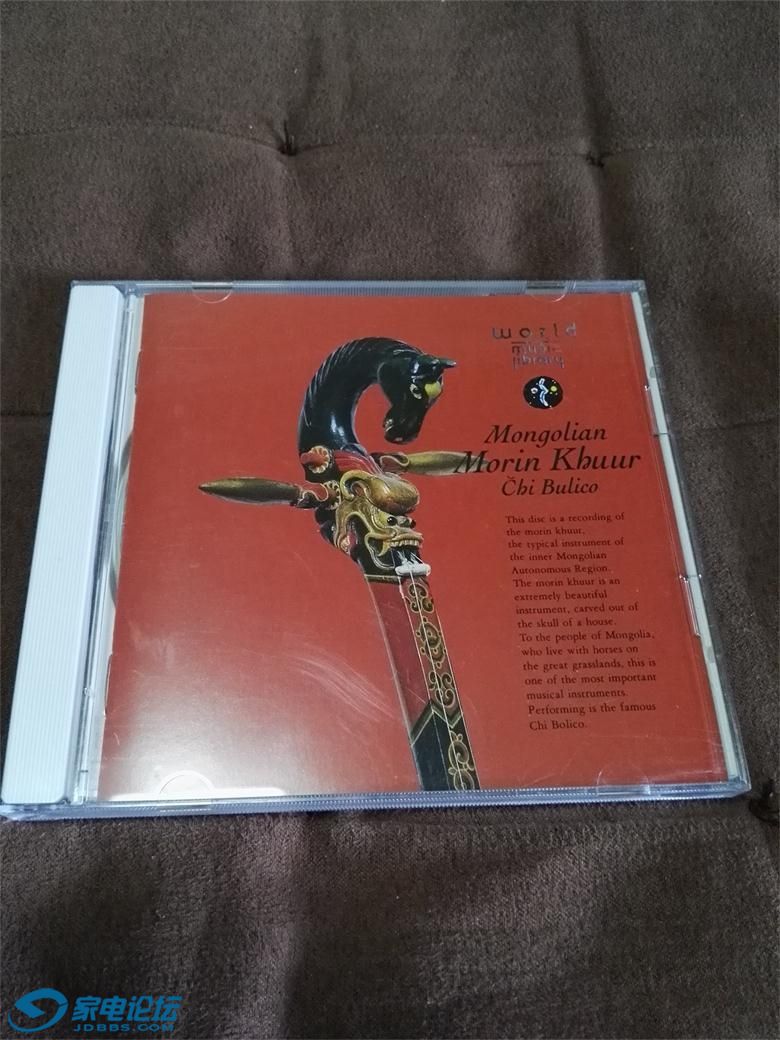 world
music
library
Mongolian
Morin Khuur
Čhi Bulico
This disc is a recording of
the morin khuur,
the typical instrument of
the inner Mongolian
Autonomous Region.
The morin khuur is an
extremely beautiful
instrument, carved out of
the skull of a house.
To the people of Mongolia,
who live with horses on
the great grasslands, this is
one of the most important
musical instruments.
Performing is the famous
Chi Bolico.
家电论坛
JDBBS.COM